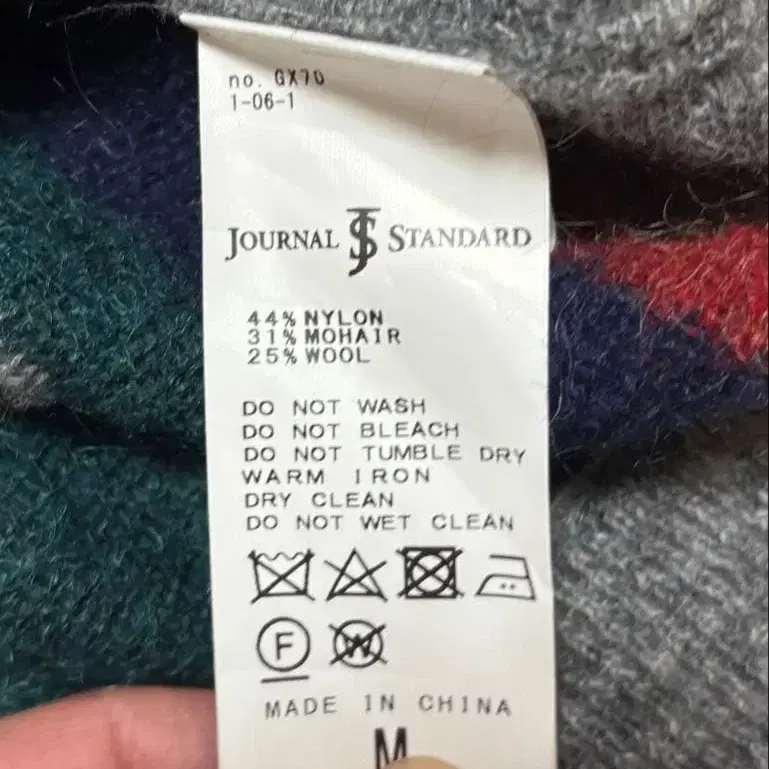 no. GX70
1-06-1
JOURNAL JS STANDARD
44% NYLON
31% MOHAIR
25% WOOL
DO NOT WASH
DO NOT BLEACH
DO NOT TUMBLE DRY
WARM IRON
DRY CLEAN
DO NOT WET CLEAN
F W
MADE IN CHINA
M